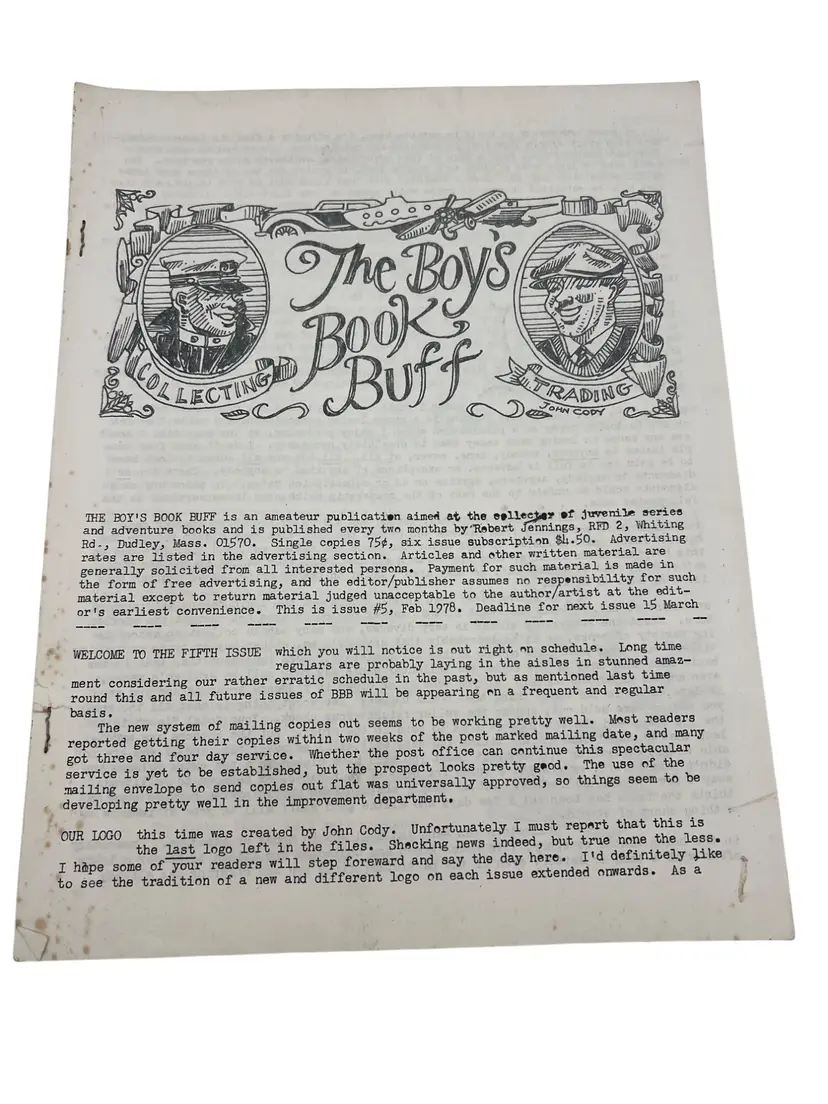 The Boy's
Book
Buff
COLLECTING
TRADING
JOHN CODY
THE BOY'S BOOK BUFF is an ameateur publication aimed at the collector of juvenile series
and adventure books and is published every two months by Robert Jennings, RFD 2, Whiting
Rd., Dudley, Mass. 01570. Single copies 75¢, six issue subscription $4.50. Advertising
rates are listed in the advertising section. Articles and other written material are
generally solicited from all interested persons. Payment for such material is made in
the form of free advertising, and the editor/publisher assumes no responsibility for such
material except to return material judged unacceptable to the author/artist at the edit-
or's earliest convenience. This is issue #5, Feb 1978. Deadline for next issue 15 March
---- ---- ---- ---- ---- ---- ---- ---- ---- ---- ---- --
WELCOME TO THE FIFTH ISSUE which you will notice is out right on schedule. Long time
regulars are probably laying in the aisles in stunned amaz-
ment considering our rather erratic schedule in the past, but as mentioned last time
round this and all future issues of BBB will be appearing on a frequent and regular
basis.
The new system of mailing copies out seems to be working pretty well. Most readers
reported getting their copies within two weeks of the post marked mailing date, and many
got three and four day service. Whether the post office can continue this spectacular
service is yet to be established, but the prospect looks pretty good. The use of the
mailing envelope to send copies out flat was universally approved, so things seem to be
developing pretty well in the improvement department.
OUR LOGO this time was created by John Cody. Unfortunately I must report that this is
the last logo left in the files. Shocking news indeed, but true none the less.
I hope some of your readers will step foreward and say the day here. I'd definitely like
to see the tradition of a new and different logo on each issue extended onwards. As a